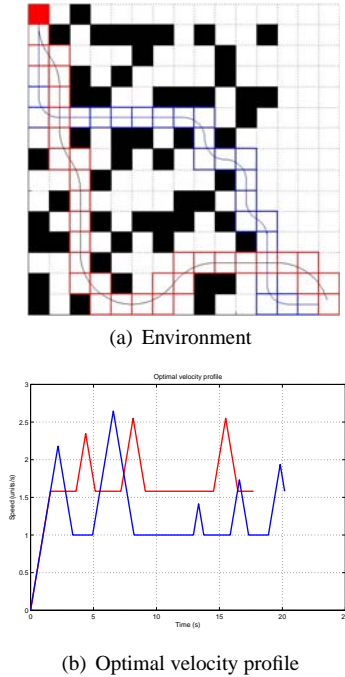 (a) Environment
Optimal velocity profile
3
2.5
2
1.5
1
0.5
0
Speed (units/s)
0 5 10 15 20 25
Time (s)
(b) Optimal velocity profile